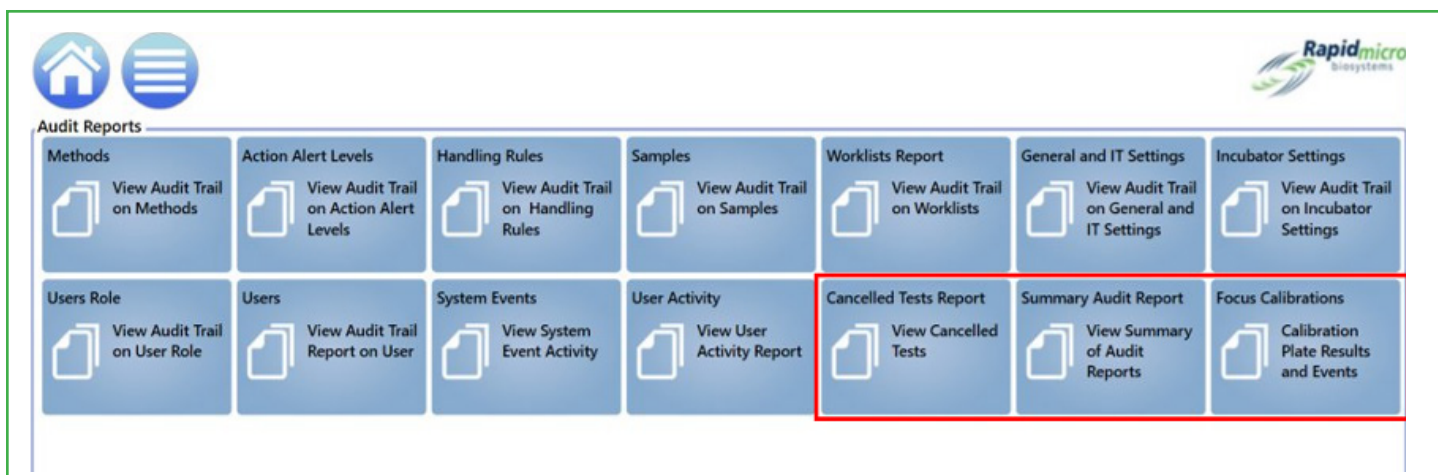 Rapidmicro
biosystems
Audit Reports
Methods
View Audit Trail
on Methods
Action Alert Levels
View Audit Trail
on Action Alert
Levels
Handling Rules
View Audit Trail
on Handling
Rules
Samples
View Audit Trail
on Samples
Worklists Report
View Audit Trail
on Worklists
General and IT Settings
View Audit Trail
on General and
IT Settings
Incubator Settings
View Audit Trail
on Incubator
Settings
Users Role
View Audit Trail
on User Role
Users
View Audit Trail
Report on User
System Events
View System
Event Activity
User Activity
View User
Activity Report
Cancelled Tests Report
View Cancelled
Tests
Summary Audit Report
View Summary
of Audit
Reports
Focus Calibrations
Calibration
Plate Results
and Events